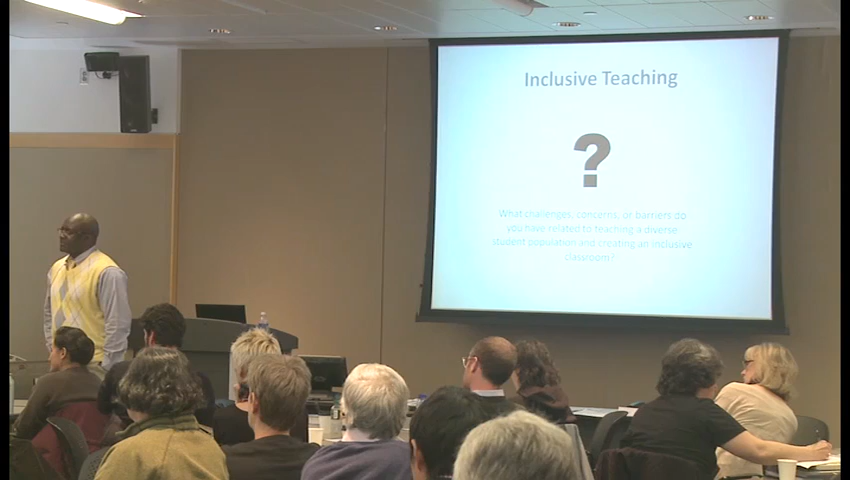 Inclusive Teaching
?
What challenges, concerns, or barriers do
you have related to teaching a diverse
student population and creating an inclusive
classroom?